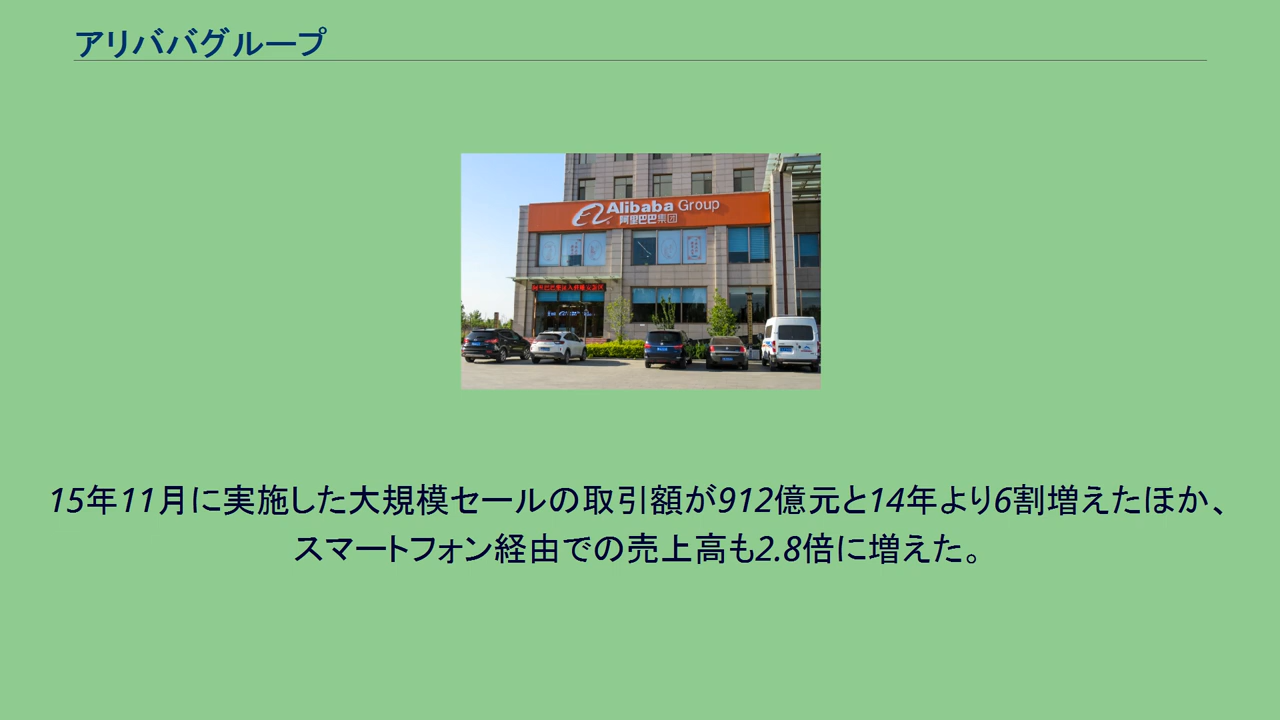 アリババグループ
Alibaba Group
阿里巴巴集团
15年11月に実施した大規模セールの取引額が912億元と14年より6割増えたほか、
スマートフォン経由での売上高も2.8倍に増えた。